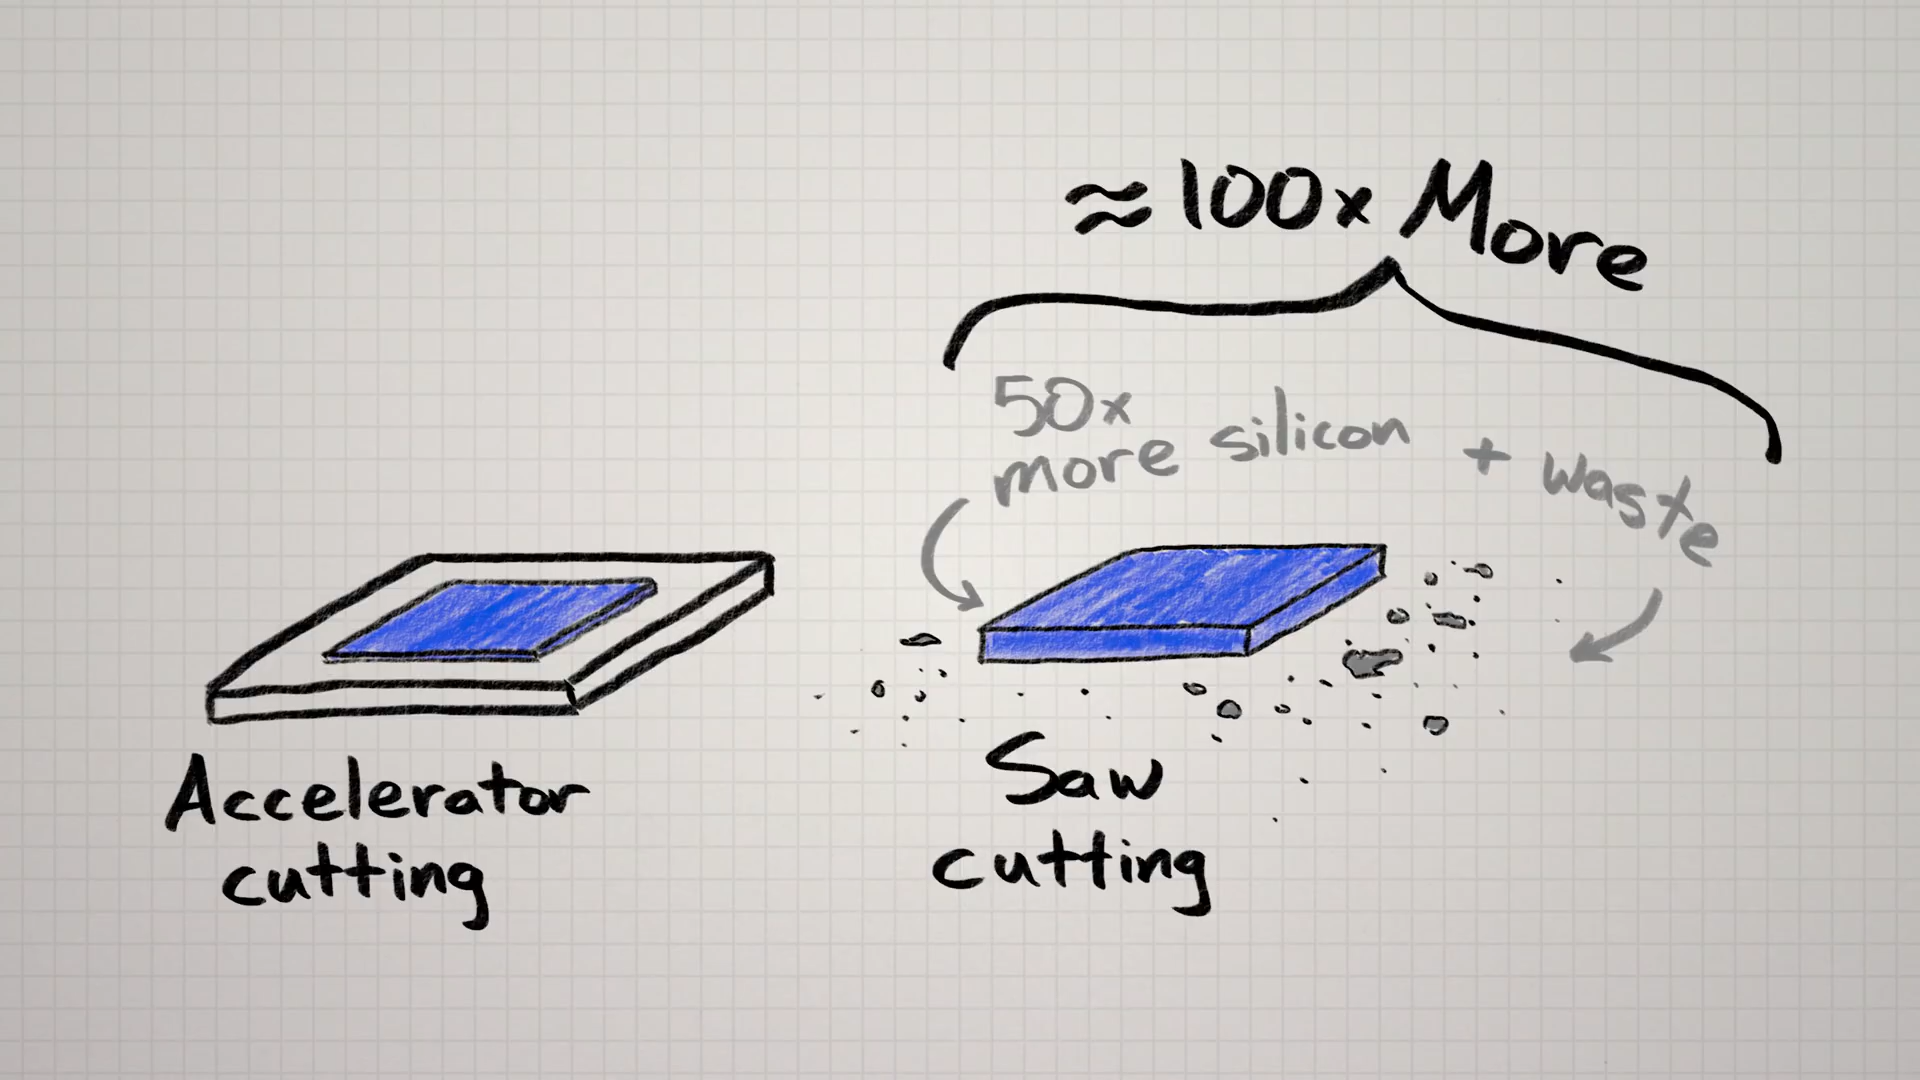 ≈ 100x More
50x
more silicon + waste
Accelerator
cutting
Saw
cutting